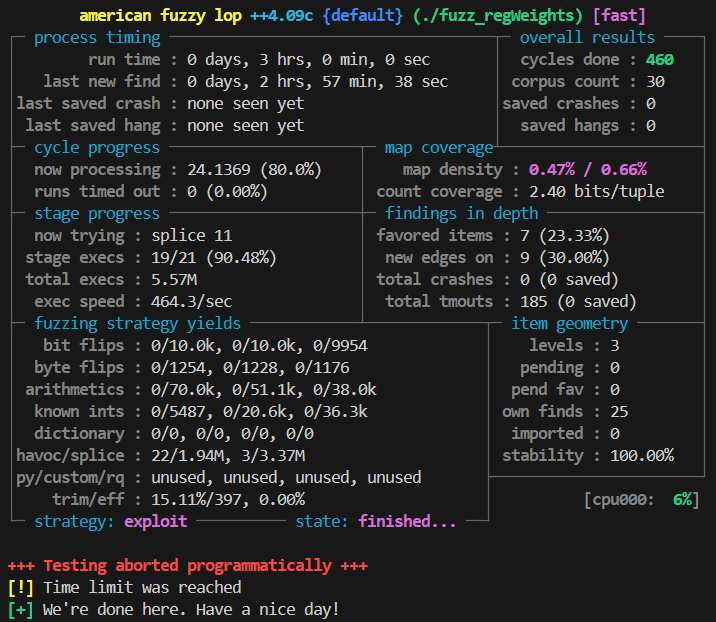 american fuzzy lop ++4.09c {default} (./fuzz_regWeights) [fast]
process timing overall results
run time : 0 days, 3 hrs, 0 min, 0 sec cycles done : 460
last new find : 0 days, 2 hrs, 57 min, 38 sec corpus count : 30
last saved crash : none seen yet saved crashes : 0
last saved hang : none seen yet saved hangs : 0
cycle progress map coverage
now processing : 24.1369 (80.0%) map density : 0.47% / 0.66%
runs timed out : 0 (0.00%) count coverage : 2.40 bits/tuple
stage progress findings in depth
now trying : splice 11 favored items : 7 (23.33%)
stage execs : 19/21 (90.48%) new edges on : 9 (30.00%)
total execs : 5.57M total crashes : 0 (0 saved)
exec speed : 464.3/sec total tmouts : 185 (0 saved)
fuzzing strategy yields item geometry
bit flips : 0/10.0k, 0/10.0k, 0/9954 levels : 3
byte flips : 0/1254, 0/1228, 0/1176 pending : 0
arithmetics : 0/70.0k, 0/51.1k, 0/38.0k pend fav : 0
known ints : 0/5487, 0/20.6k, 0/36.3k own finds : 25
dictionary : 0/0, 0/0, 0/0, 0/0 imported : 0
havoc/splice : 22/1.94M, 3/3.37M stability : 100.00%
py/custom/rq : unused, unused, unused, unused
trim/eff : 15.11%/397, 0.00% [cpu000: 6%]
strategy: exploit state: finished...
+++ Testing aborted programmatically +++
[!] Time limit was reached
[+] We're done here. Have a nice day!